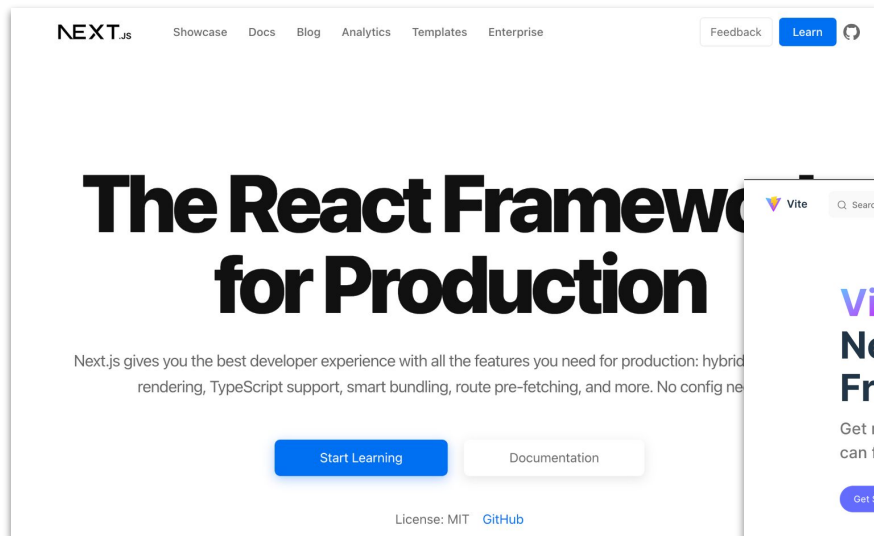 NEXT.JS Showcase Docs Blog Analytics Templates Enterprise Feedback Learn
The React Framewo
for Production
Next.js gives you the best developer experience with all the features you need for production: hybrid
rendering, TypeScript support, smart bundling, route pre-fetching, and more. No config ne
Start Learning Documentation
License: MIT GitHub
Vite Searc
Vi
Ne
Fr
Get r
can f
Get S